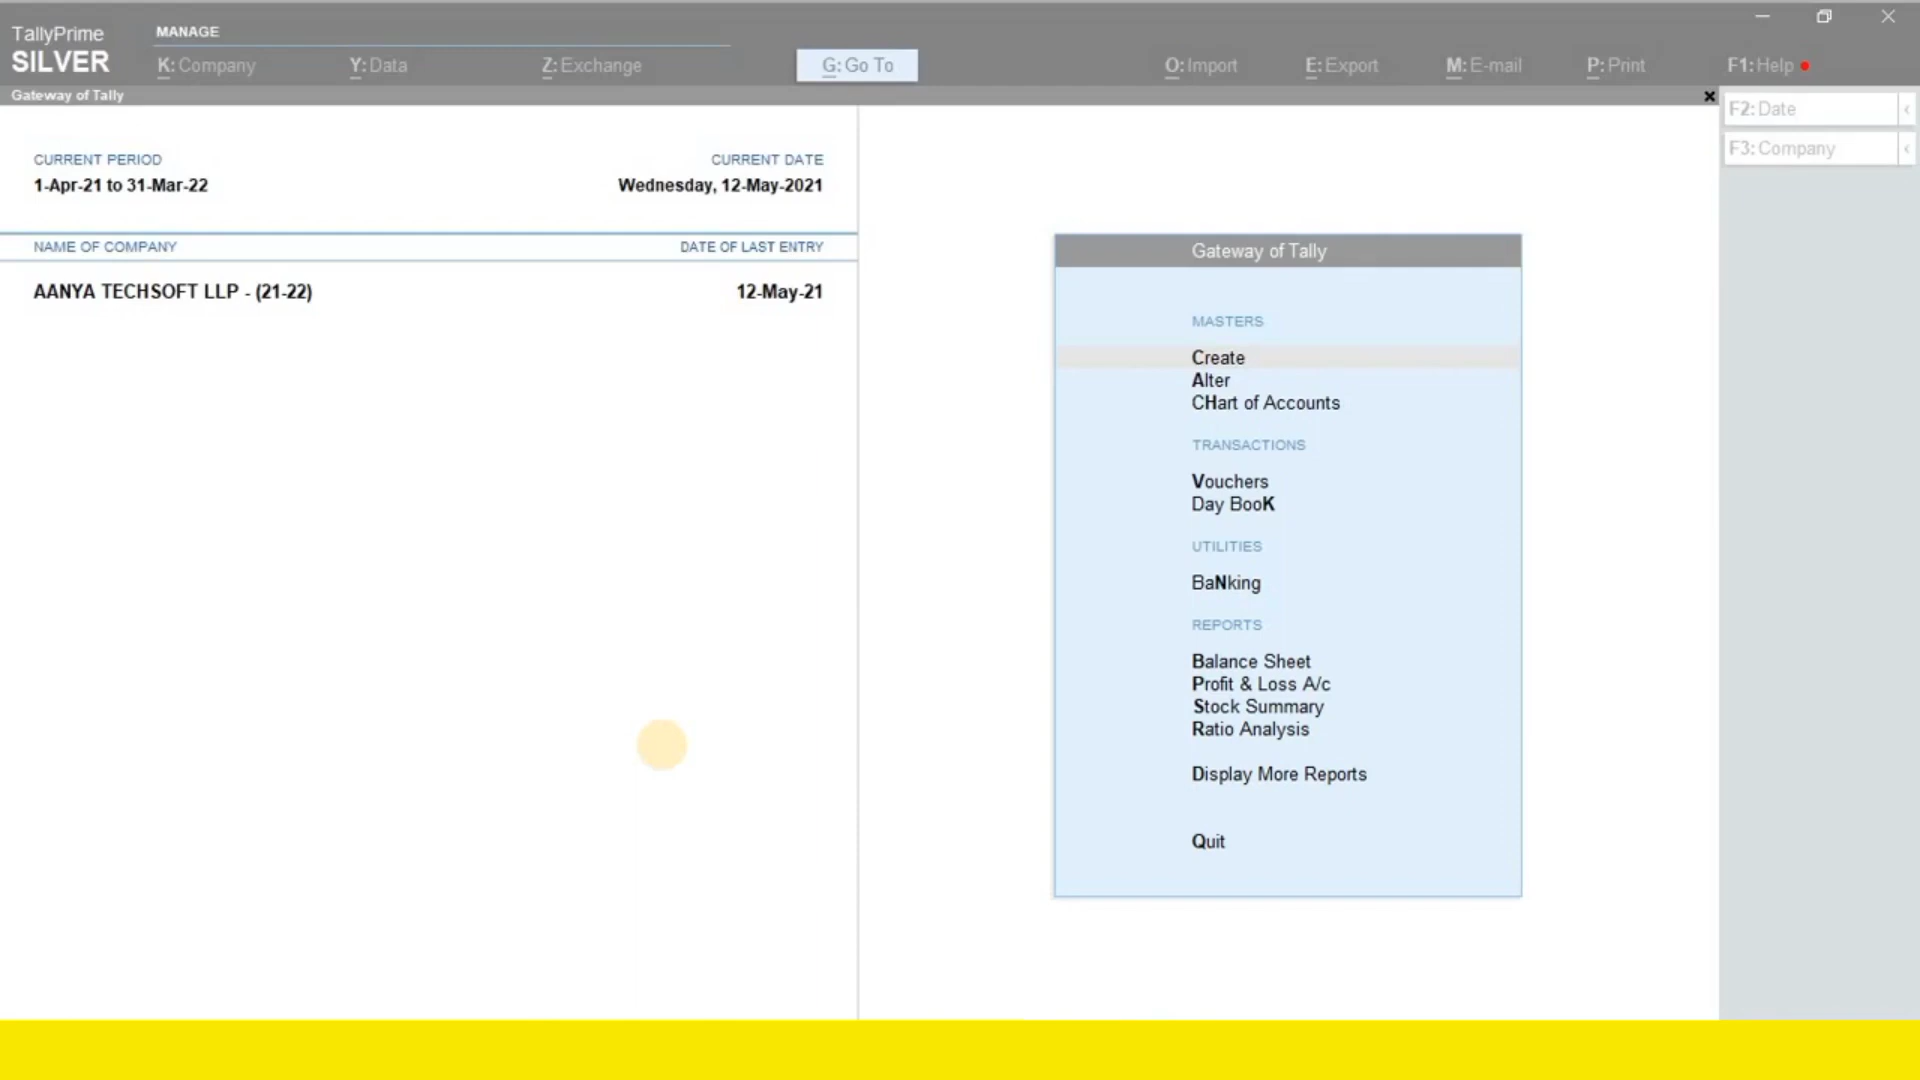 TallyPrime
SILVER
MANAGE
K: Company
Y: Data
Z: Exchange
G: Go To
O: Import
E: Export
M: E-mail
P: Print
F1: Help
Gateway of Tally
F2: Date
F3: Company
CURRENT PERIOD
CURRENT DATE
1-Apr-21 to 31-Mar-22
Wednesday, 12-May-2021
NAME OF COMPANY
DATE OF LAST ENTRY
AANYA TECHSOFT LLP - (21-22)
12-May-21
Gateway of Tally
MASTERS
Create
Alter
CHart of Accounts
TRANSACTIONS
Vouchers
Day BooK
UTILITIES
BaNking
REPORTS
Balance Sheet
Profit & Loss A/c
Stock Summary
Ratio Analysis
Display More Reports
Quit